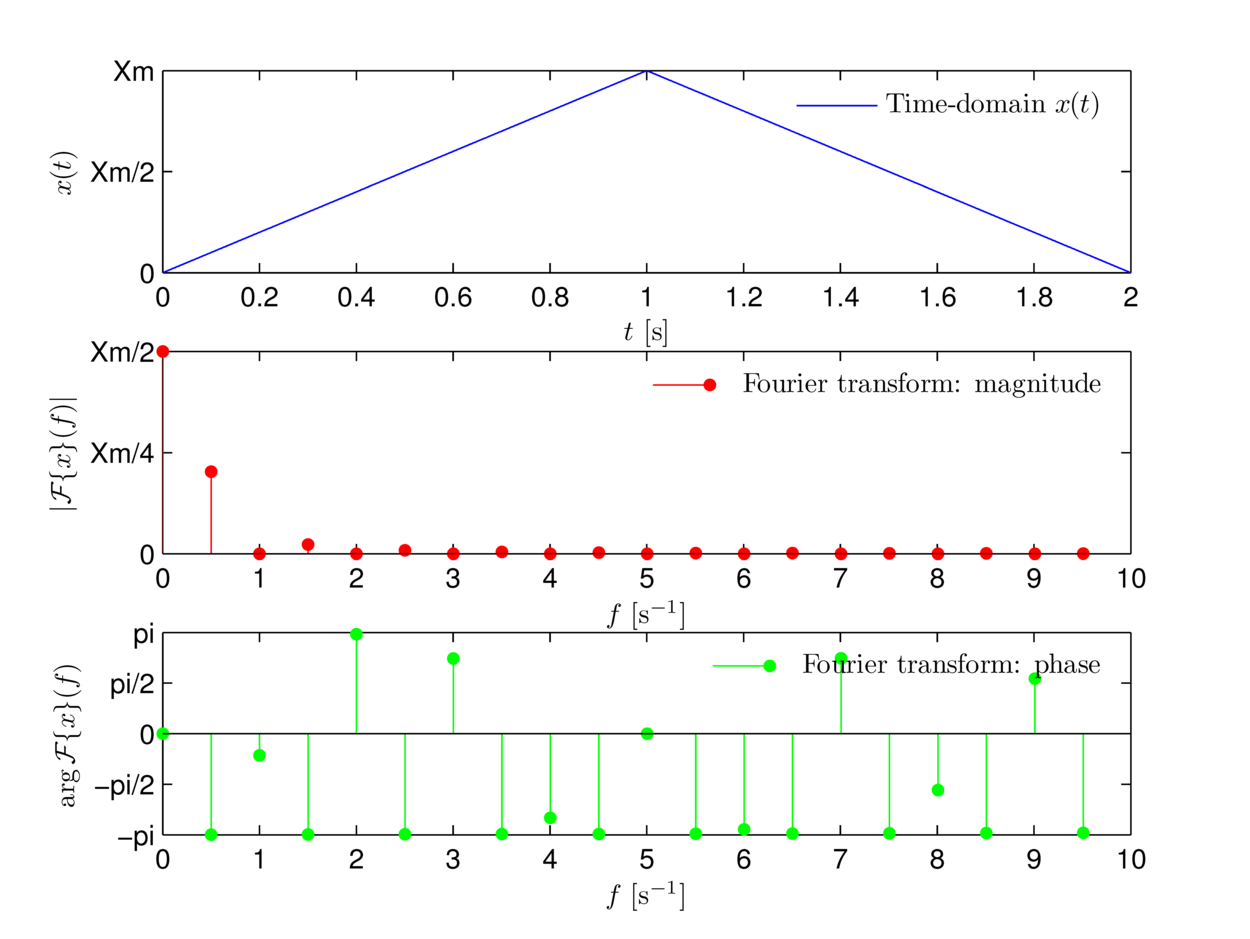 Xm
Time-domain x(t)
x(t)
Xm/2
0
0 0.2 0.4 0.6 0.8 1 1.2 1.4 1.6 1.8 2
t [s]
Xm/2
Fourier transform: magnitude
|ℱ{x}(f)|
Xm/4
0
0 1 2 3 4 5 6 7 8 9 10
f [s⁻¹]
pi
Fourier transform: phase
arg ℱ{x}(f)
pi/2
0
−pi/2
−pi
0 1 2 3 4 5 6 7 8 9 10
f [s⁻¹]